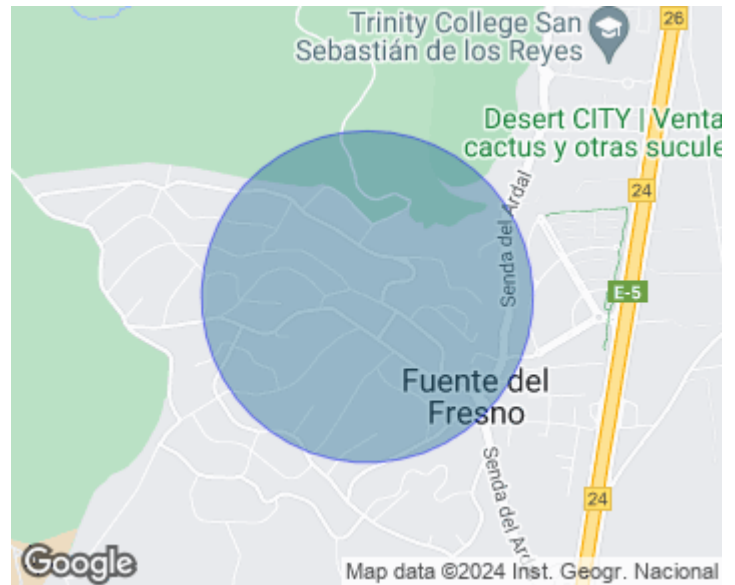 Trinity College San
Sebastián de los Reyes
26
Desert CITY | Venta
cactus y otras sucule
24
Senda del Ardal
E-5
Fuente del
Fresno
Senda del Ard
24
Google
Map data ©2024 Inst. Geogr. Nacional